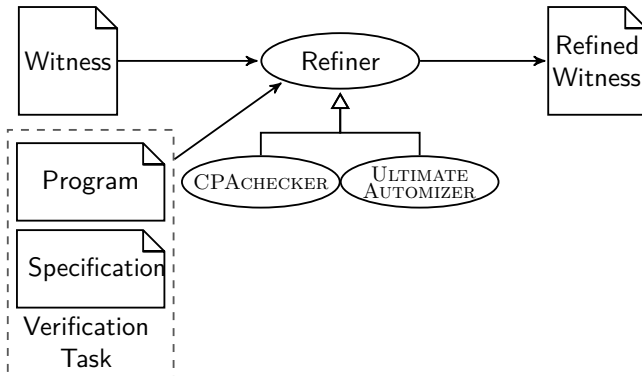 Witness
Refiner
Refined
Witness
Program
CPACHECKER
ULTIMATE
AUTOMIZER
Specification
Verification
Task